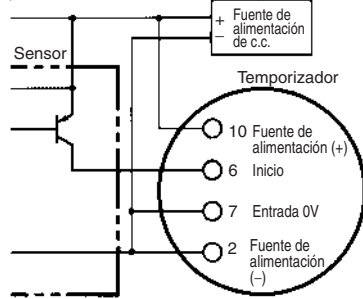 + Fuente de
alimentación
– de c.c.
Sensor
Temporizador
10 Fuente de
alimentación (+)
6 Inicio
7 Entrada 0V
2 Fuente de
alimentación
(–)